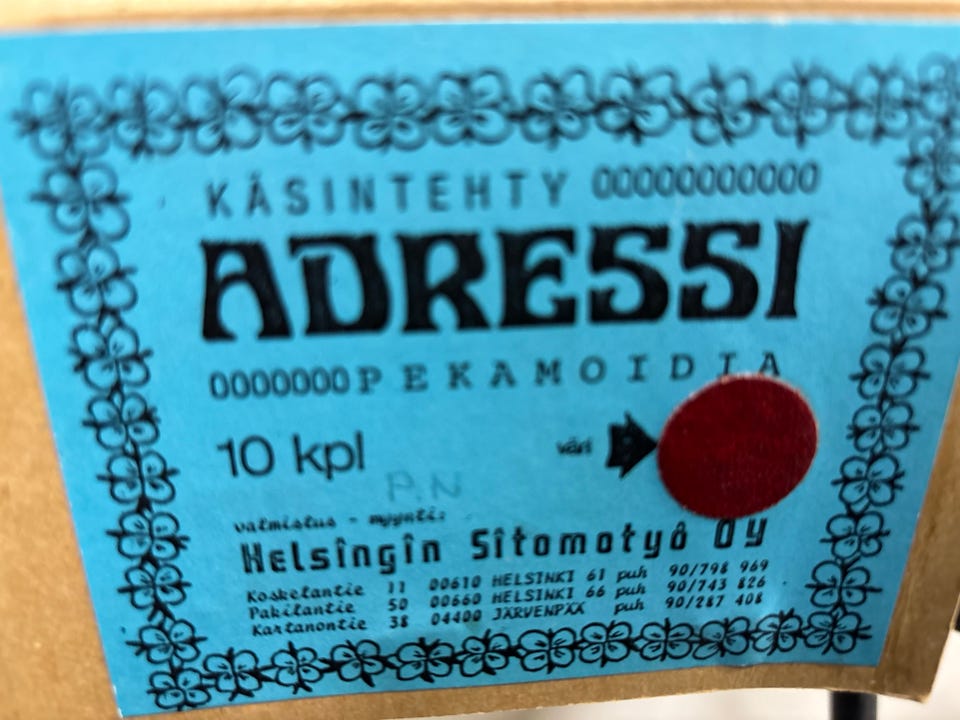 KÄSINTEHTY 00000000000
ADRESSI
0000000 PEKAMOIDIA
10 kpl
väri
P.N
valmistus - myynti:
Helsingin Sitomotyö Oy
Kosketantie 11 00610 HELSINKI 61 puh 90/798 969
Pakilantie 50 00660 HELSINKI 66 puh 90/743 826
Kartanontie 38 04400 JÄRVENPÄÄ puh 90/287 408